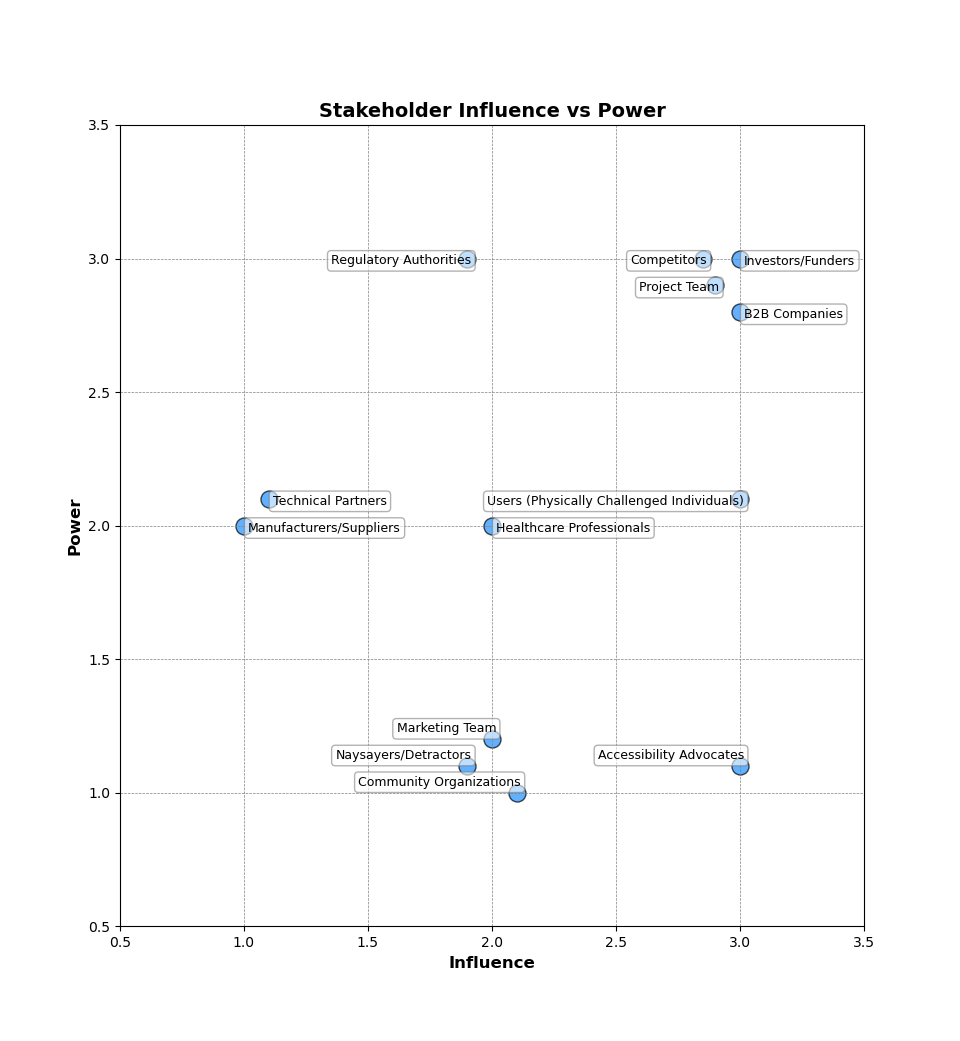 Stakeholder Influence vs Power
3.5
Regulatory Authorities
Competitors
Investors/Funders
3.0
Project Team
B2B Companies
2.5
Technical Partners
Users (Physically Challenged Individuals)
Manufacturers/Suppliers
Healthcare Professionals
2.0
Power
1.5
Marketing Team
Naysayers/Detractors
Accessibility Advocates
Community Organizations
1.0
0.5
0.5 1.0 1.5 2.0 2.5 3.0 3.5
Influence